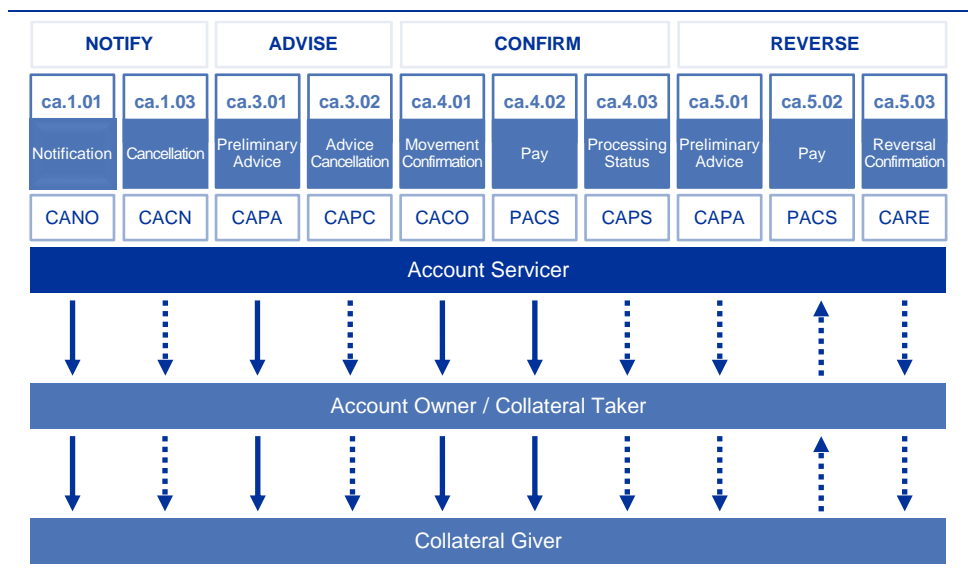 NOTIFY ADVISE CONFIRM REVERSE
ca.1.01 ca.1.03 ca.3.01 ca.3.02 ca.4.01 ca.4.02 ca.4.03 ca.5.01 ca.5.02 ca.5.03
Notification
Cancellation
Preliminary
Advice
Advice
Cancellation
Movement
Confirmation
Pay
Processing
Status
Preliminary
Advice
Pay
Reversal
Confirmation
CANO CACN CAPA CAPC CACO PACS CAPS CAPA PACS CARE
Account Servicer
Account Owner / Collateral Taker
Collateral Giver